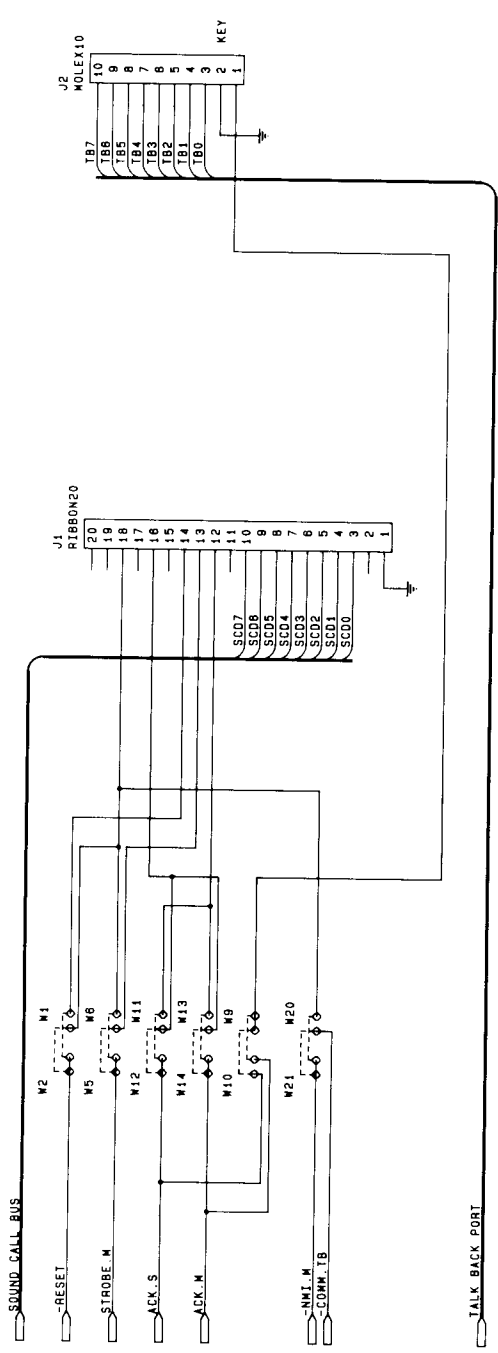 SOUND CALL BUS
-RESET
STROBE.M
ACK.S
ACK.M
-NMI.M
-COMM.TB
TALK BACK PORT
W2
W1
W5
W6
W12
W11
W14
W13
W10
W9
W21
W20
J1
RIBBON20
20
19
18
17
16
15
14
13
12
11
10
9
8
7
6
5
4
3
2
1
SCD7
SCD6
SCD5
SCD4
SCD3
SCD2
SCD1
SCD0
J2
MOLEX10
10
9
8
7
6
5
4
3
2
1
KEY
TB7
TB6
TB5
TB4
TB3
TB2
TB1
TB0